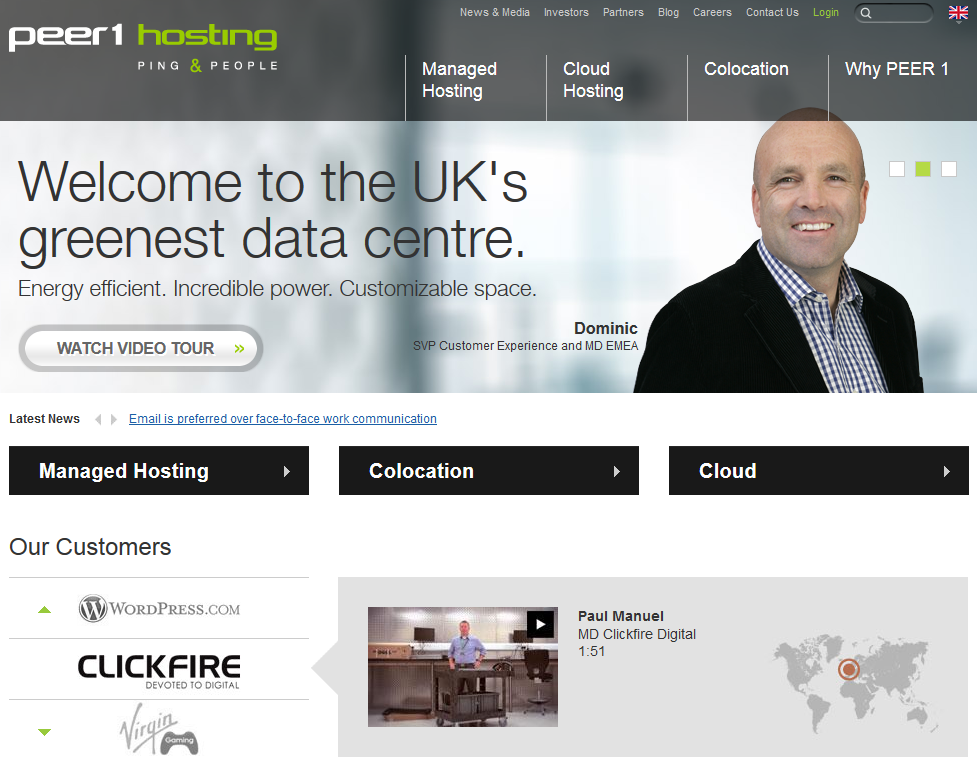 News & Media Investors Partners Blog Careers Contact Us Login
peer1 hosting
PING & PEOPLE
Managed Hosting
Cloud Hosting
Colocation
Why PEER 1
Welcome to the UK's
greenest data centre.
Energy efficient. Incredible power. Customizable space.
WATCH VIDEO TOUR »
Dominic
SVP Customer Experience and MD EMEA
Latest News Email is preferred over face-to-face work communication
Managed Hosting
Colocation
Cloud
Our Customers
WORDPRESS.COM
CLICKFIRE
DEVOTED TO DIGITAL
Virgin
Gaming
Paul Manuel
MD Clickfire Digital
1:51